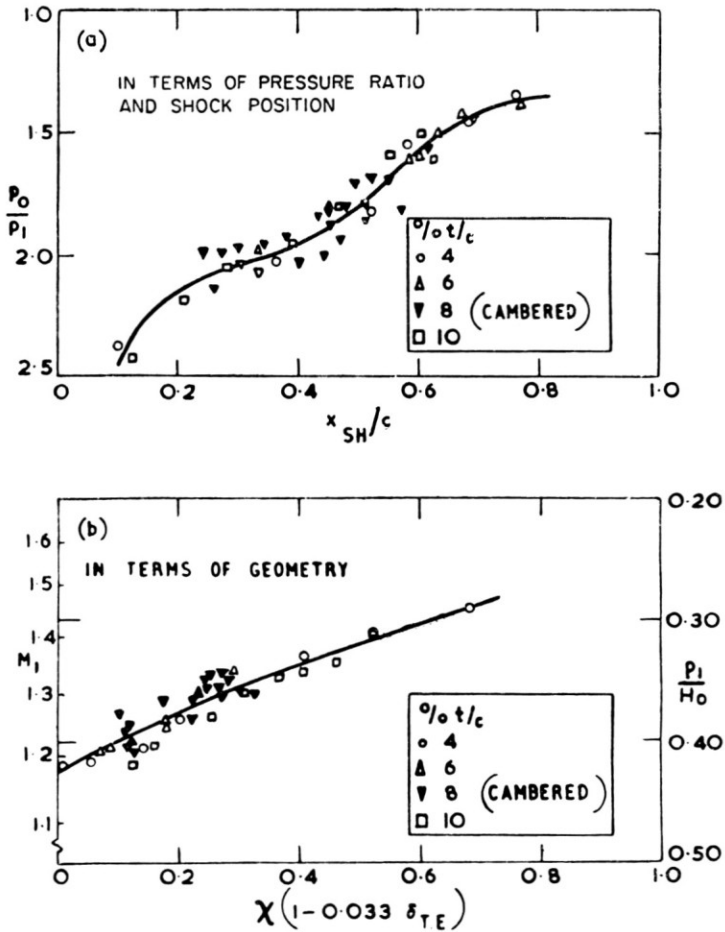 1.0
(a)
IN TERMS OF PRESSURE RATIO
AND SHOCK POSITION
1.5
P0
P1
2.0
2.5
% t/c
4
6
8 (CAMBERED)
10
0 0.2 0.4 0.6 0.8 1.0
x SH/c
(b)
IN TERMS OF GEOMETRY
1.6
1.5
1.4
M1
1.3
1.2
1.1
0.20
0.30
P1
H0
0.40
0.50
% t/c
4
6
8 (CAMBERED)
10
0 0.2 0.4 0.6 0.8 1.0
χ(1-0.033 δT.E)